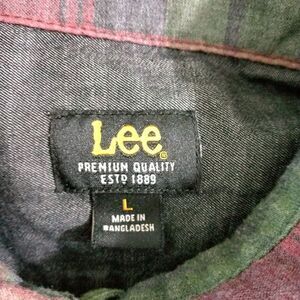 Lee®
PREMIUM QUALITY
ESTD 1889
L
MADE IN
BANGLADESH